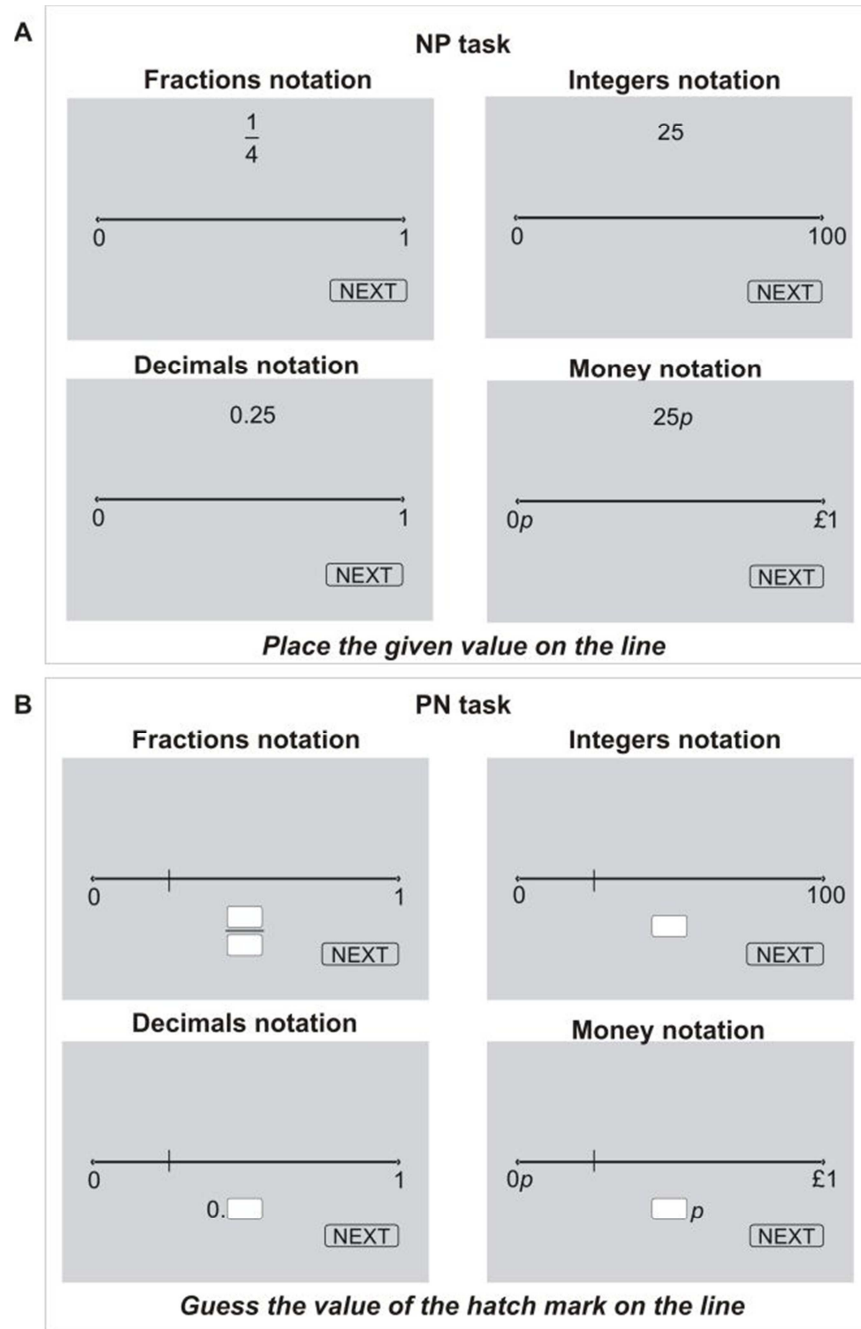 A
NP task
Fractions notation
1
4
0 1
NEXT
Integers notation
25
0 100
NEXT
Decimals notation
0.25
0 1
NEXT
Money notation
25p
0p £1
NEXT
Place the given value on the line
B
PN task
Fractions notation
0 1
NEXT
Integers notation
0 100
NEXT
Decimals notation
0 1
0.
NEXT
Money notation
0p £1
p
NEXT
Guess the value of the hatch mark on the line